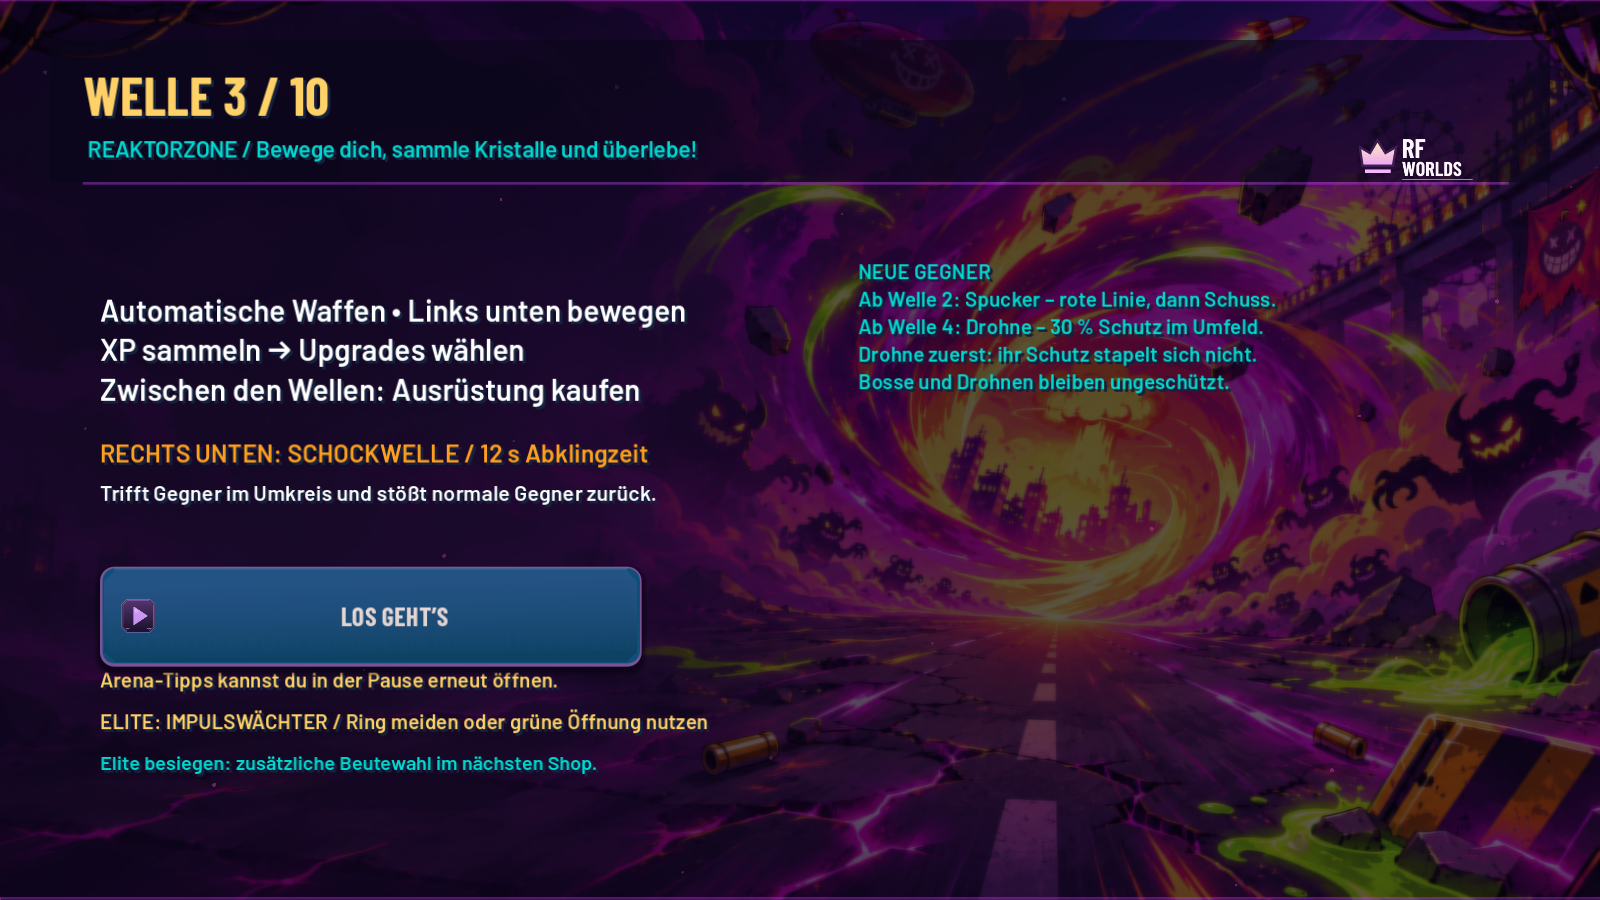 WELLE 3 / 10
REAKTORZONE / Bewege dich, sammle Kristalle und überlebe!
RF
WORLDS
Automatische Waffen • Links unten bewegen
XP sammeln → Upgrades wählen
Zwischen den Wellen: Ausrüstung kaufen
RECHTS UNTEN: SCHOCKWELLE / 12 s Abklingzeit
Trifft Gegner im Umkreis und stößt normale Gegner zurück.
NEUE GEGNER
Ab Welle 2: Spucker – rote Linie, dann Schuss.
Ab Welle 4: Drohne – 30 % Schutz im Umfeld.
Drohne zuerst: ihr Schutz stapelt sich nicht.
Bosse und Drohnen bleiben ungeschützt.
LOS GEHT’S
Arena-Tipps kannst du in der Pause erneut öffnen.
ELITE: IMPULSWÄCHTER / Ring meiden oder grüne Öffnung nutzen
Elite besiegen: zusätzliche Beutewahl im nächsten Shop.